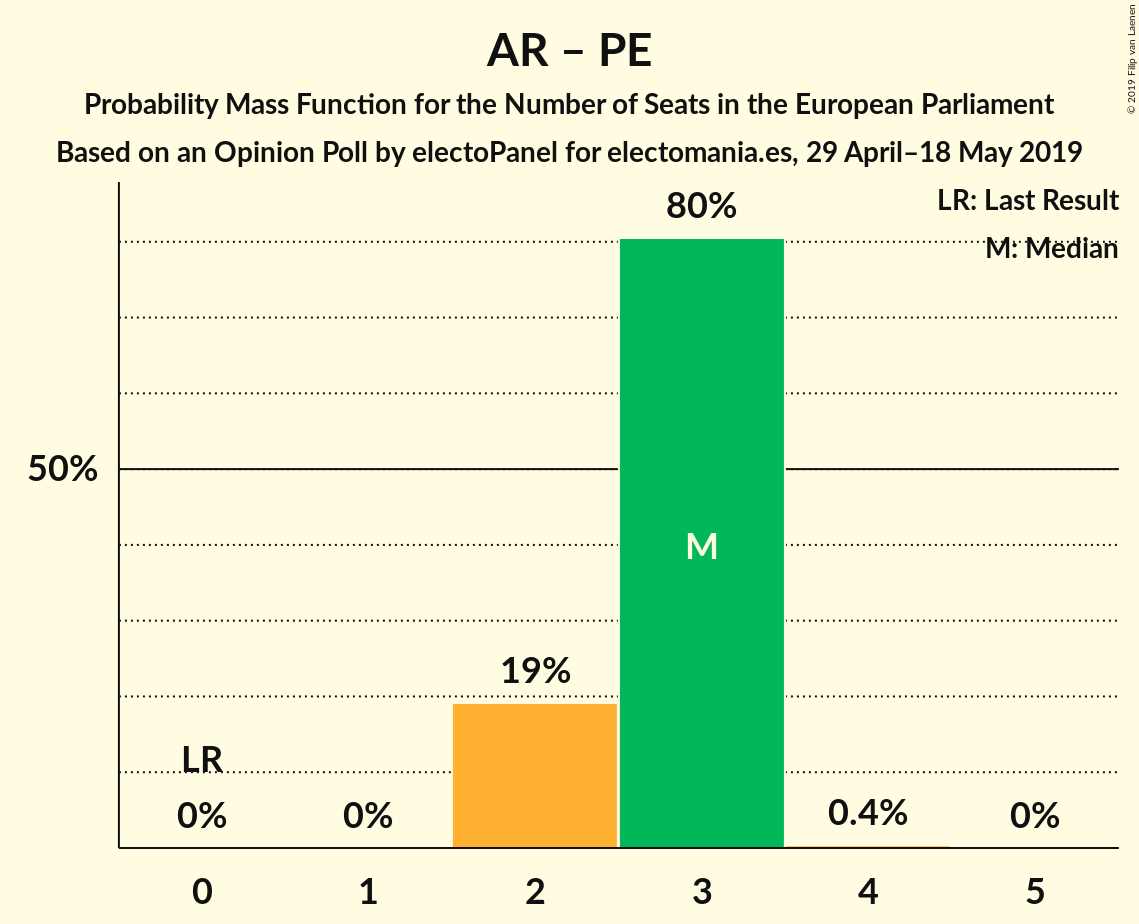 AR – PE
Probability Mass Function for the Number of Seats in the European Parliament
Based on an Opinion Poll by electoPanel for electomania.es, 29 April–18 May 2019
© 2019 Filip van Laenen
LR: Last Result
M: Median
80%
50%
M
19%
LR
0%
0%
0.4%
0%
0
1
2
3
4
5